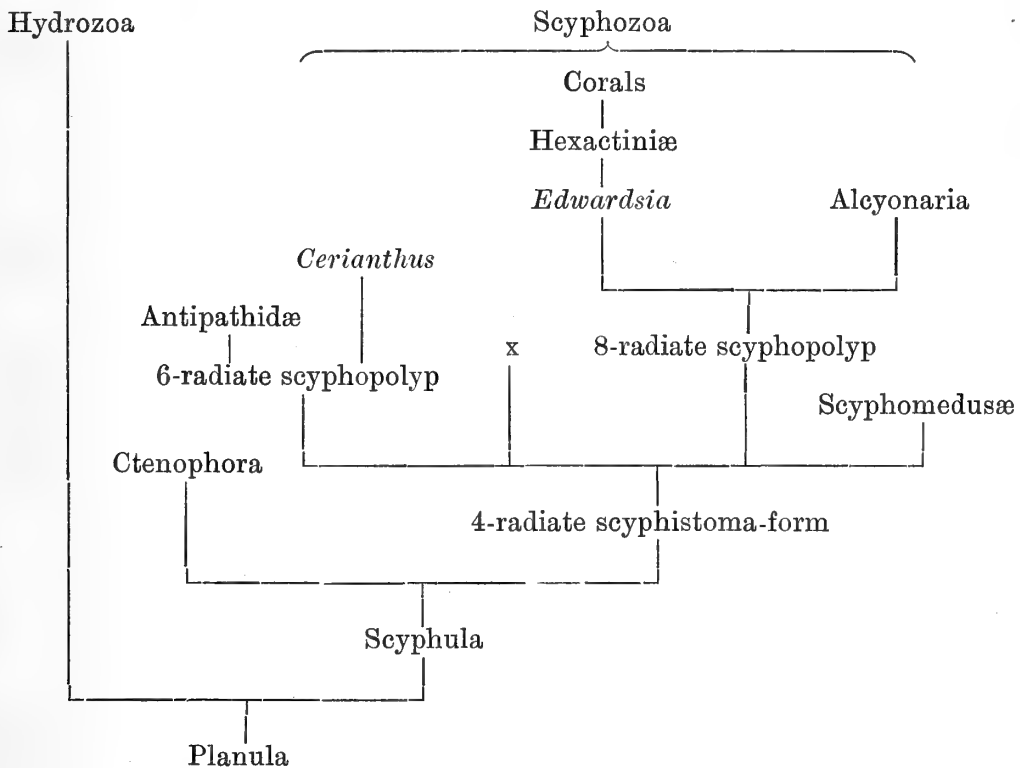 Hydrozoa Scyphozoa
Corals
Hexactiniæ
Edwardsia Alcyonaria
Cerianthus
Antipathidæ
x 8-radiate scyphopolyp
6-radiate scyphopolyp
Scyphomedusæ
Ctenophora
4-radiate scyphistoma-form
Scyphula
Planula